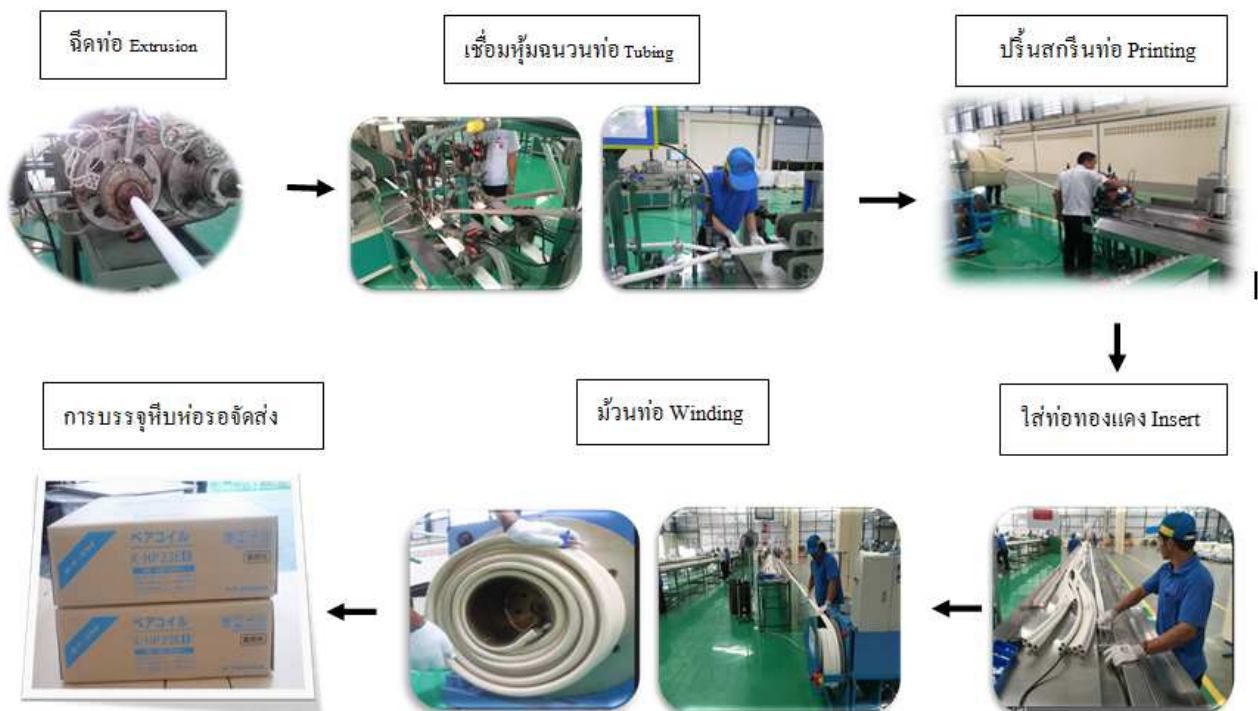 ฉีดท่อ Extrusion
เชื่อมหุ้มฉนวนท่อ Tubing
ปริ้นสกรีนท่อ Printing
การบรรจุหีบห่อรอจัดส่ง
ม้วนท่อ Winding
ใส่ท่อทองแดง Insert
ペアコイル
ペアコイル